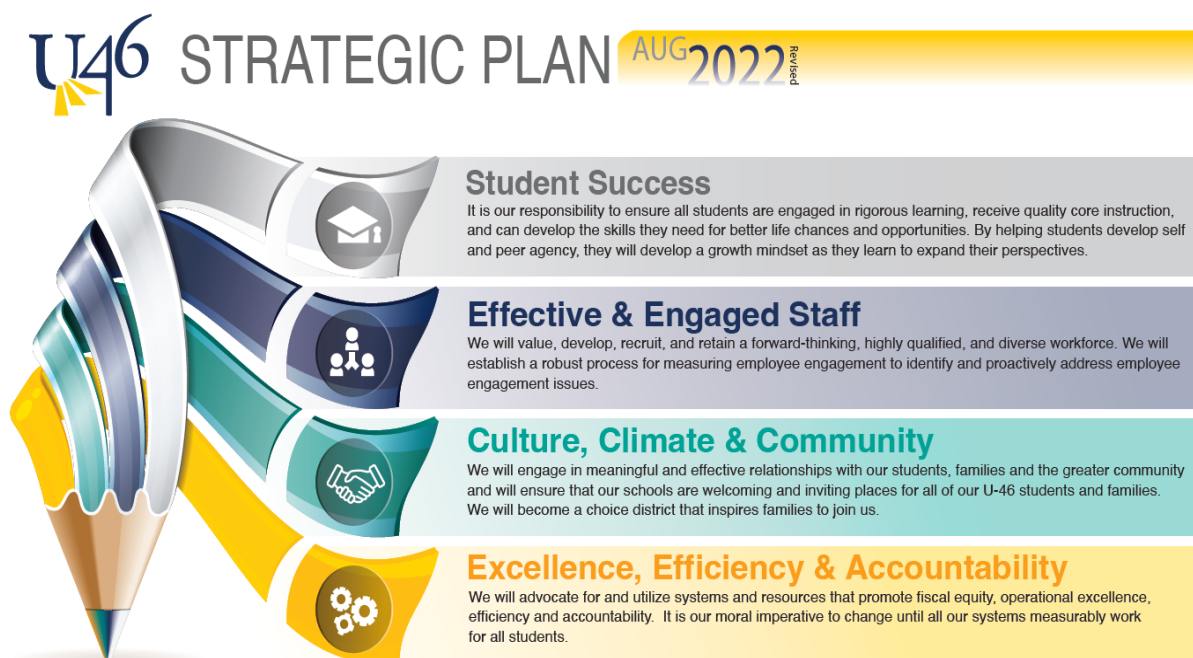 U46 STRATEGIC PLAN AUG 2022 Revised
Student Success
It is our responsibility to ensure all students are engaged in rigorous learning, receive quality core instruction,
and can develop the skills they need for better life chances and opportunities. By helping students develop self
and peer agency, they will develop a growth mindset as they learn to expand their perspectives.
Effective & Engaged Staff
We will value, develop, recruit, and retain a forward-thinking, highly qualified, and diverse workforce. We will
establish a robust process for measuring employee engagement to identify and proactively address employee
engagement issues.
Culture, Climate & Community
We will engage in meaningful and effective relationships with our students, families and the greater community
and will ensure that our schools are welcoming and inviting places for all of our U-46 students and families.
We will become a choice district that inspires families to join us.
Excellence, Efficiency & Accountability
We will advocate for and utilize systems and resources that promote fiscal equity, operational excellence,
efficiency and accountability.  It is our moral imperative to change until all our systems measurably work
for all students.